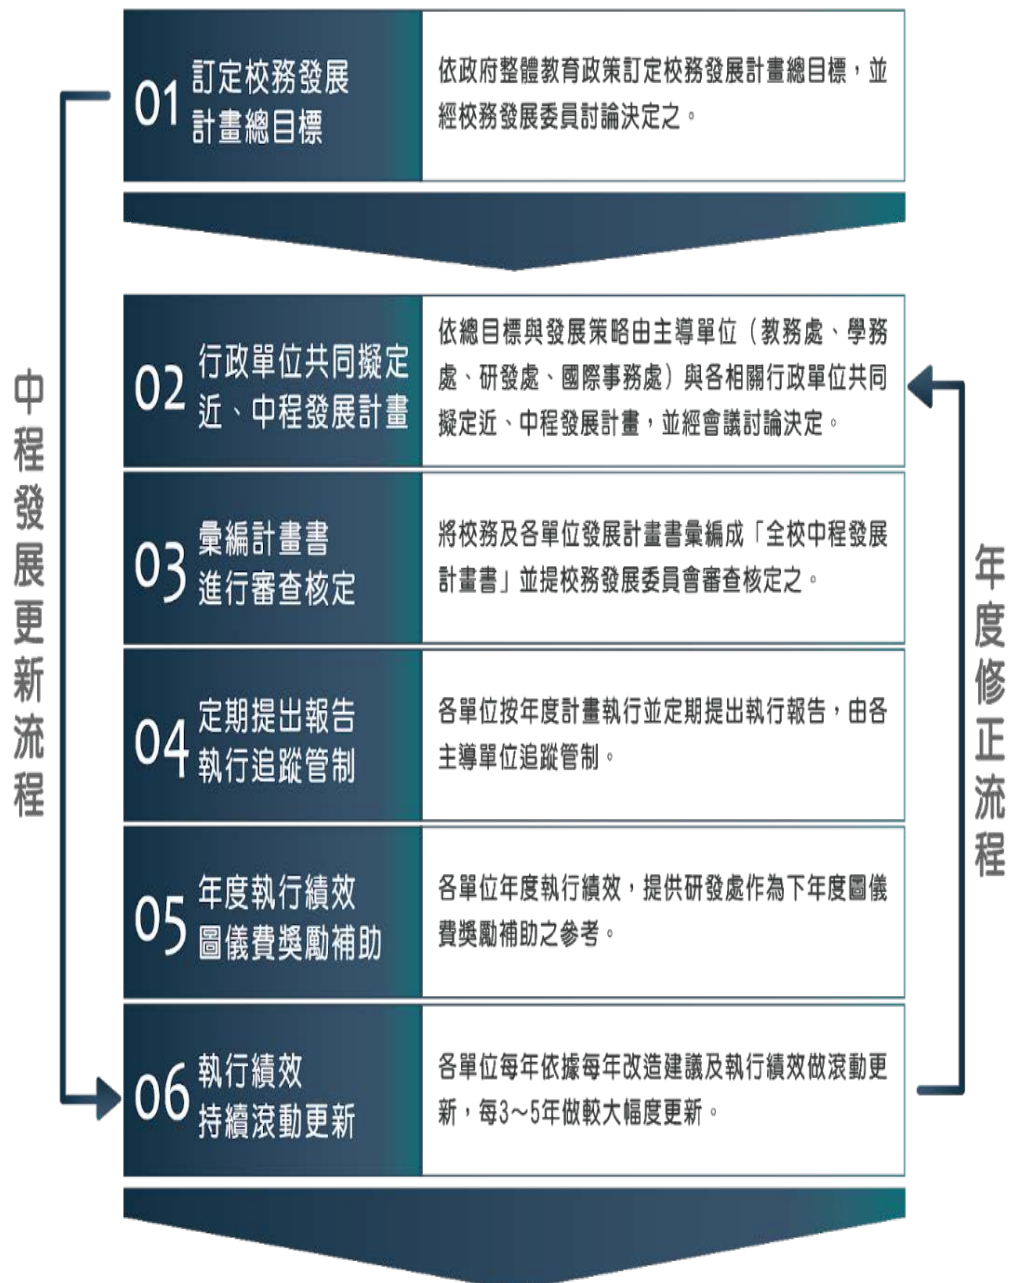 01 訂定校務發展
計畫總目標
依政府整體教育政策訂定校務發展計畫總目標，並
經校務發展委員討論決定之。
02 行政單位共同擬定
近、中程發展計畫
依總目標與發展策略由主導單位（教務處、學務
處、研發處、國際事務處）與各相關行政單位共同
擬定近、中程發展計畫，並經會議討論決定。
03 彙編計畫書
進行審查核定
將校務及各單位發展計畫書彙編成「全校中程發展
計畫書」並提校務發展委員會審查核定之。
04 定期提出報告
執行追蹤管制
各單位按年度計畫執行並定期提出執行報告，由各
主導單位追蹤管制。
05 年度執行績效
圖儀費獎勵補助
各單位年度執行績效，提供研發處作為下年度圖儀
費獎勵補助之參考。
06 執行績效
持續滾動更新
各單位每年依據每年改造建議及執行績效做滾動更
新，每3～5年做較大幅度更新。
中程發展更新流程
年度修正流程